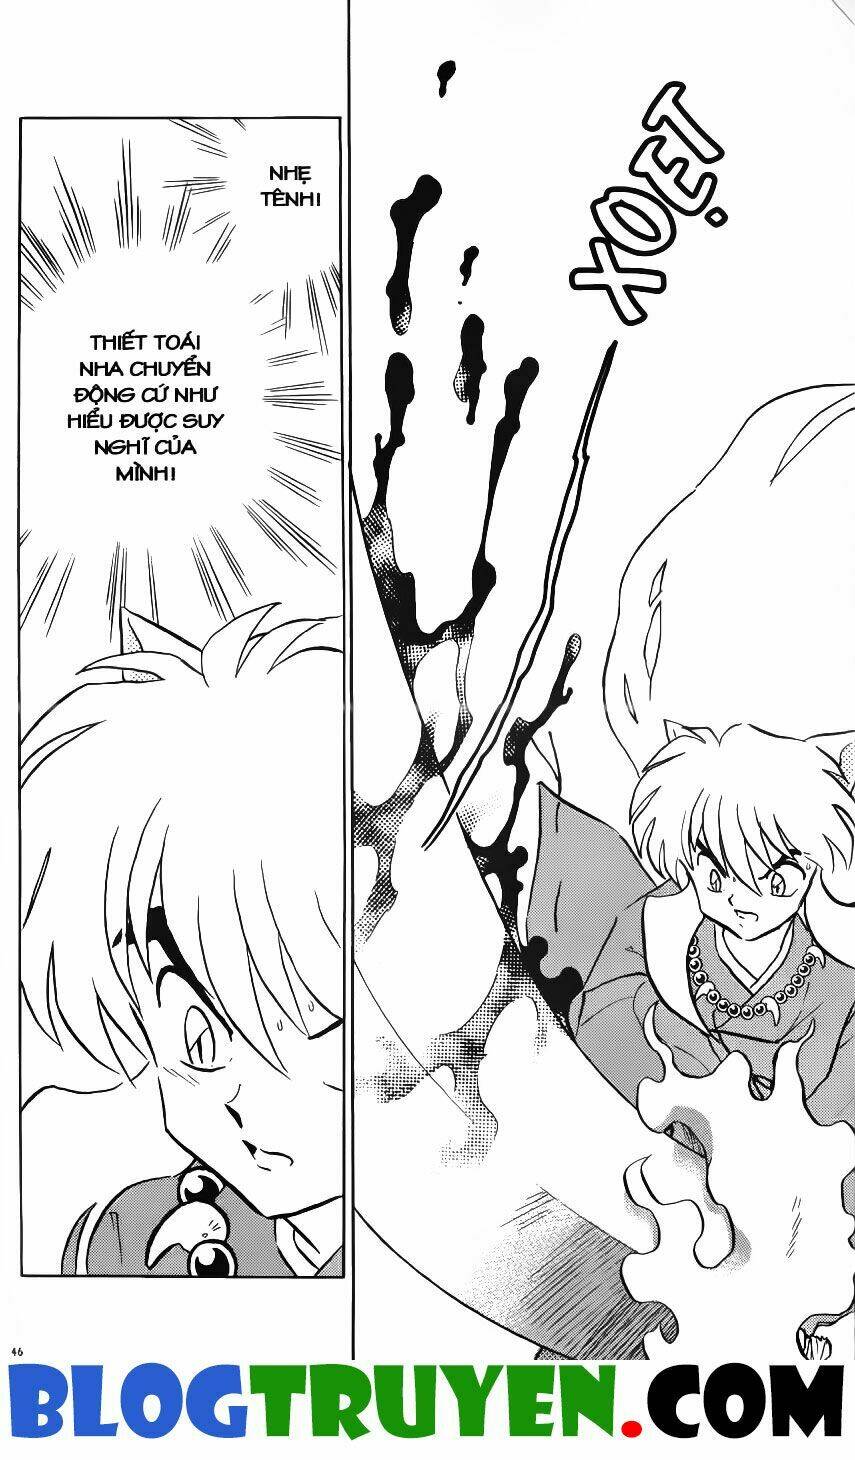 XOẸT
NHẸ
TÊNH!
THIẾT TOÁI
NHA CHUYỂN
ĐỘNG CỨ NHƯ
HIỂU ĐƯỢC SUY
NGHĨ CỦA
MÌNH!
46
BLOGTRUYEN.COM